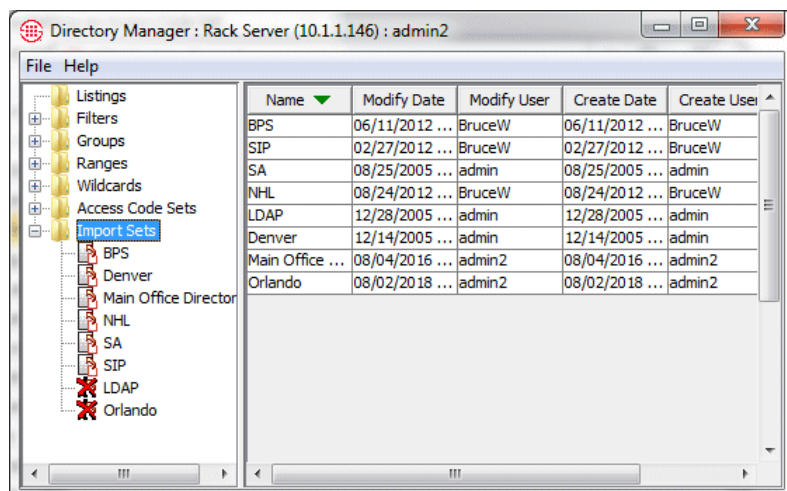 Directory Manager : Rack Server (10.1.1.146) : admin2
File Help
Listings
Filters
Groups
Ranges
Wildcards
Access Code Sets
Import Sets
BPS
Denver
Main Office Director
NHL
SA
SIP
LDAP
Orlando
Name Modify Date Modify User Create Date Create User
BPS 06/11/2012 ... BruceW 06/11/2012 ... BruceW
SIP 02/27/2012 ... BruceW 02/27/2012 ... BruceW
SA 08/25/2005 ... admin 08/25/2005 ... admin
NHL 08/24/2012 ... BruceW 08/24/2012 ... BruceW
LDAP 12/28/2005 ... admin 12/28/2005 ... admin
Denver 12/14/2005 ... admin 12/14/2005 ... admin
Main Office ... 08/04/2016 ... admin2 08/04/2016 ... admin2
Orlando 08/02/2018 ... admin2 08/02/2018 ... admin2